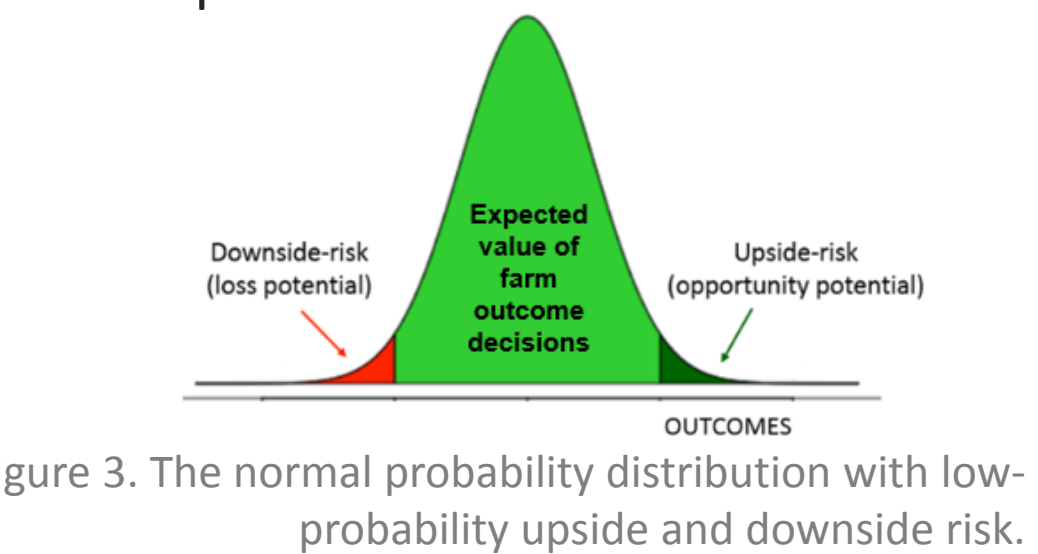 Expected
value of
farm
outcome
decisions
Downside-risk
(loss potential)
Upside-risk
(opportunity potential)
OUTCOMES
gure 3. The normal probability distribution with low-
probability upside and downside risk.